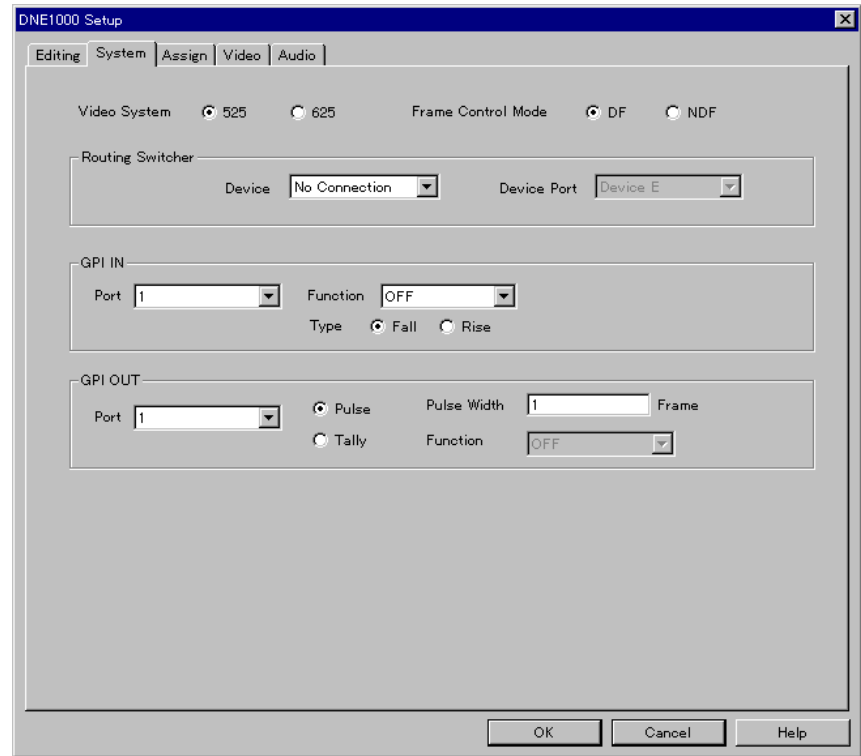 DNE1000 Setup
Editing System Assign Video Audio
Video System 525 625 Frame Control Mode DF NDF
Routing Switcher
Device No Connection Device Port Device E
GPI IN
Port 1 Function OFF
Type Fall Rise
GPI OUT
Port 1 Pulse Pulse Width 1 Frame
Tally Function OFF
OK Cancel Help